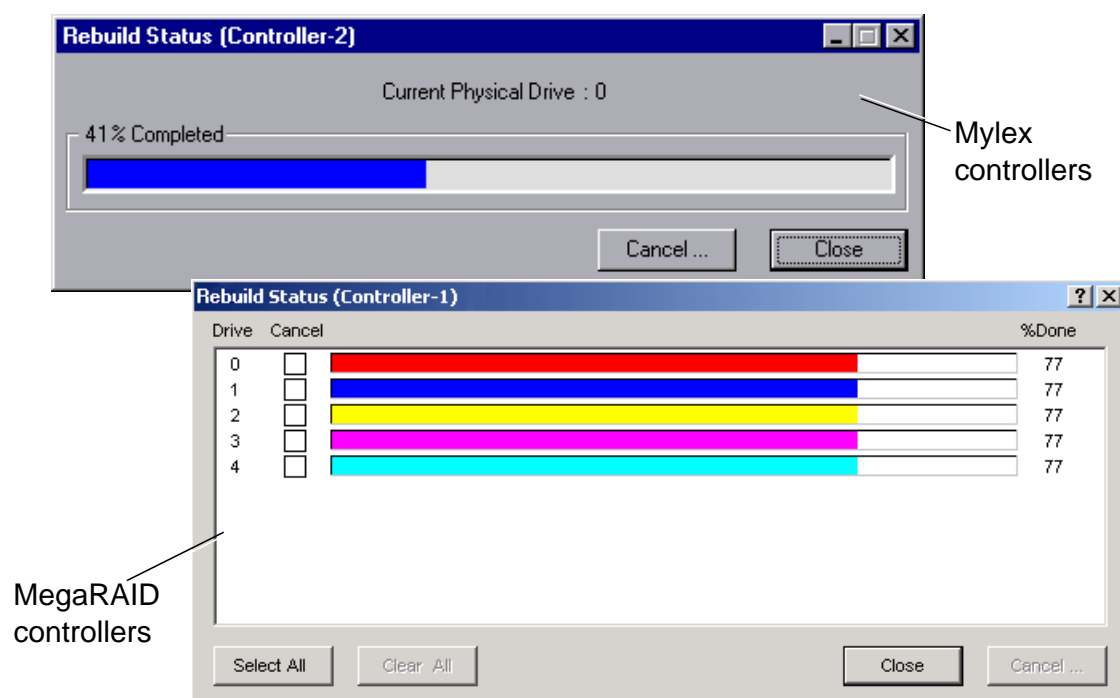 Rebuild Status (Controller-2)
Current Physical Drive : 0
41% Completed
Mylex
controllers
Cancel ...
Close
Rebuild Status (Controller-1)
Drive Cancel %Done
0 77
1 77
2 77
3 77
4 77
MegaRAID
controllers
Select All
Clear All
Close
Cancel ...